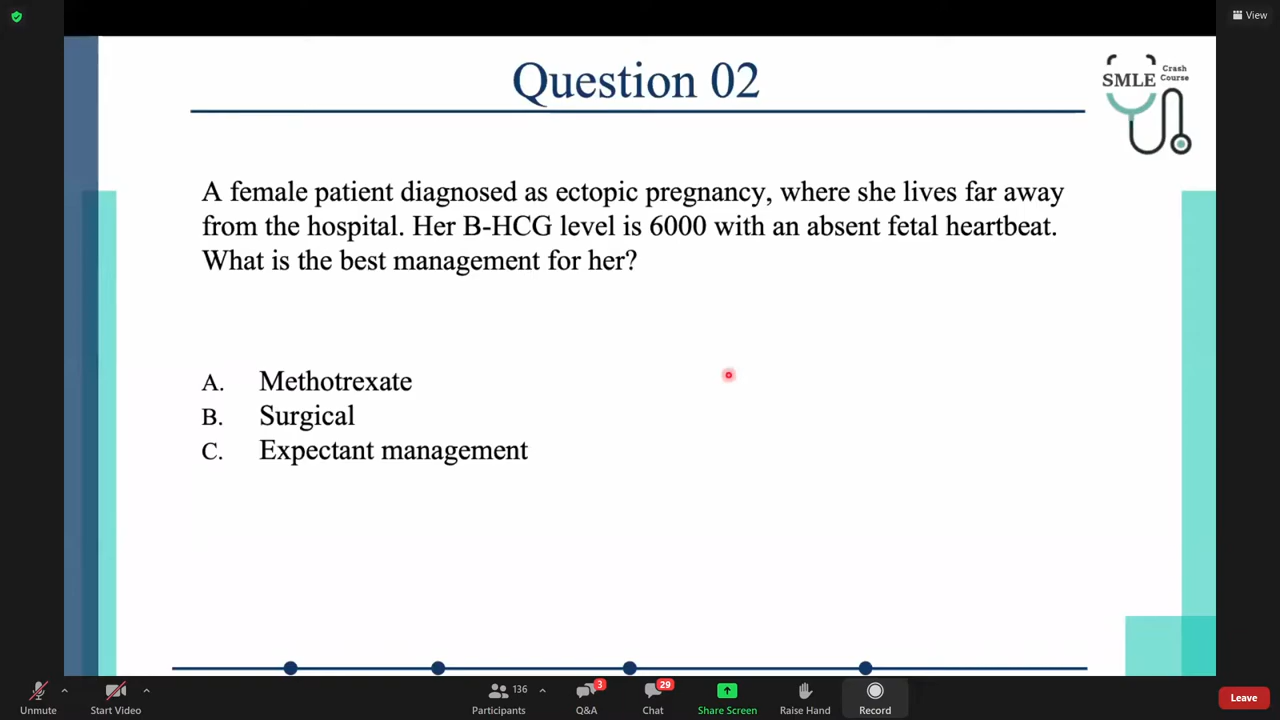 View
Question 02
SMLE Crash Course
A female patient diagnosed as ectopic pregnancy, where she lives far away
from the hospital. Her B-HCG level is 6000 with an absent fetal heartbeat.
What is the best management for her?
A. Methotrexate
B. Surgical
C. Expectant management
Unmute
Start Video
136
Participants
3
Q&A
29
Chat
Share Screen
Raise Hand
Record
Leave